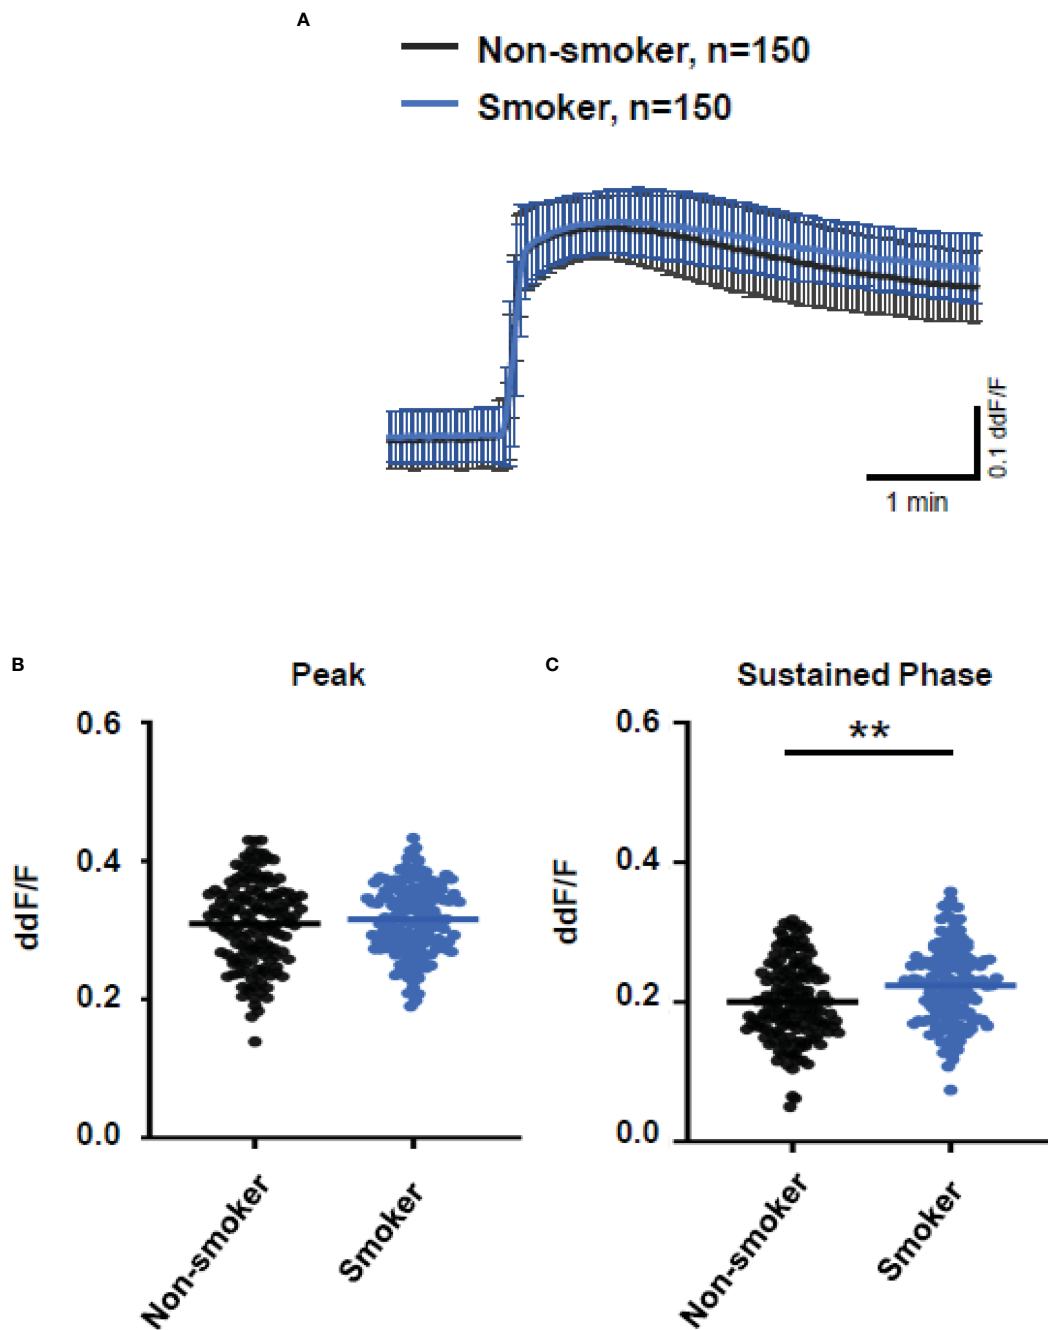 A
Non-smoker, n=150
Smoker, n=150
0.1 ddF/F
1 min
B
Peak
0.6
0.4
0.2
0.0
ddF/F
Non-smoker
Smoker
C
Sustained Phase
**
0.6
0.4
0.2
0.0
ddF/F
Non-smoker
Smoker